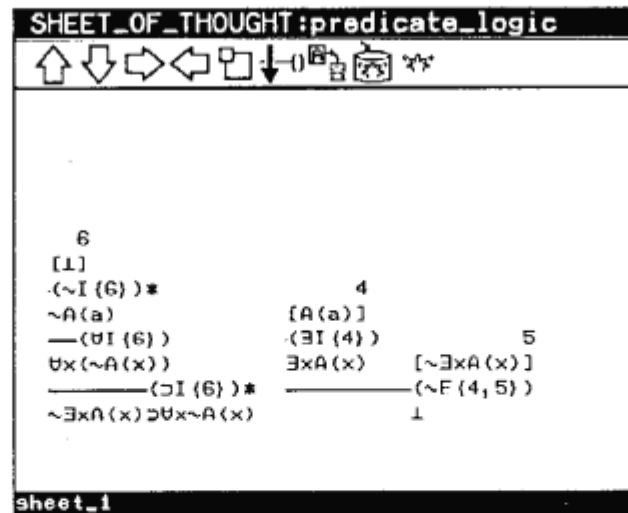 SHEET_OF_THOUGHT:predicate_logic
6
[⊥]
(~I{6})* 4
~A(a) [A(a)]
(∀I{6}) (∃I{4}) 5
∀x(~A(x)) ∃xA(x) [~∃xA(x)]
(⊃I{6})* (~E{4,5})
~∃xA(x)⊃∀x~A(x) ⊥
sheet_1